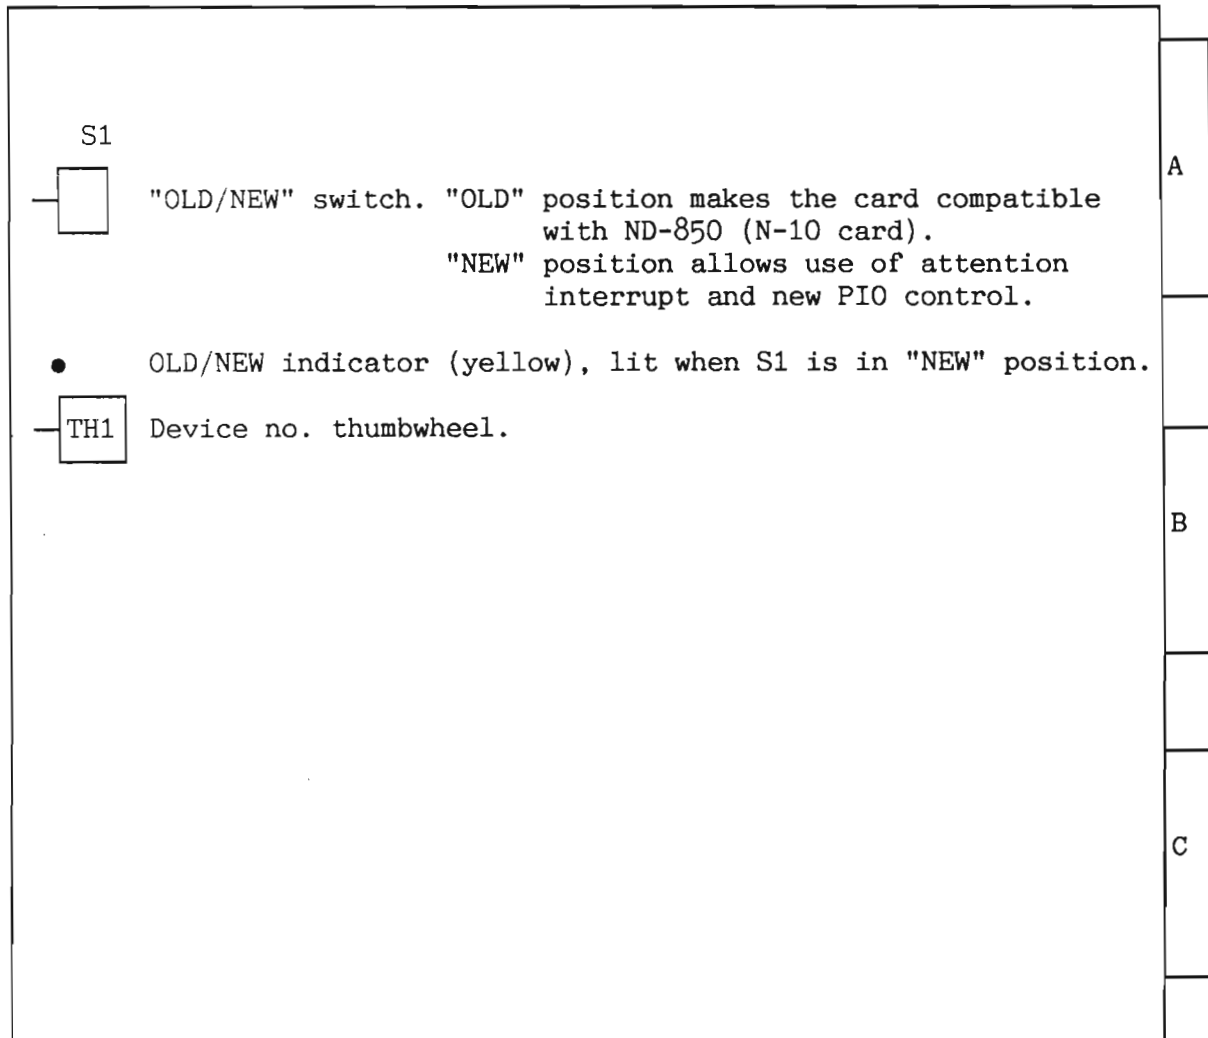 S1
"OLD/NEW" switch. "OLD" position makes the card compatible
with ND-850 (N-10 card).
"NEW" position allows use of attention
interrupt and new PIO control.
OLD/NEW indicator (yellow), lit when S1 is in "NEW" position.
TH1 Device no. thumbwheel.
A
B
C